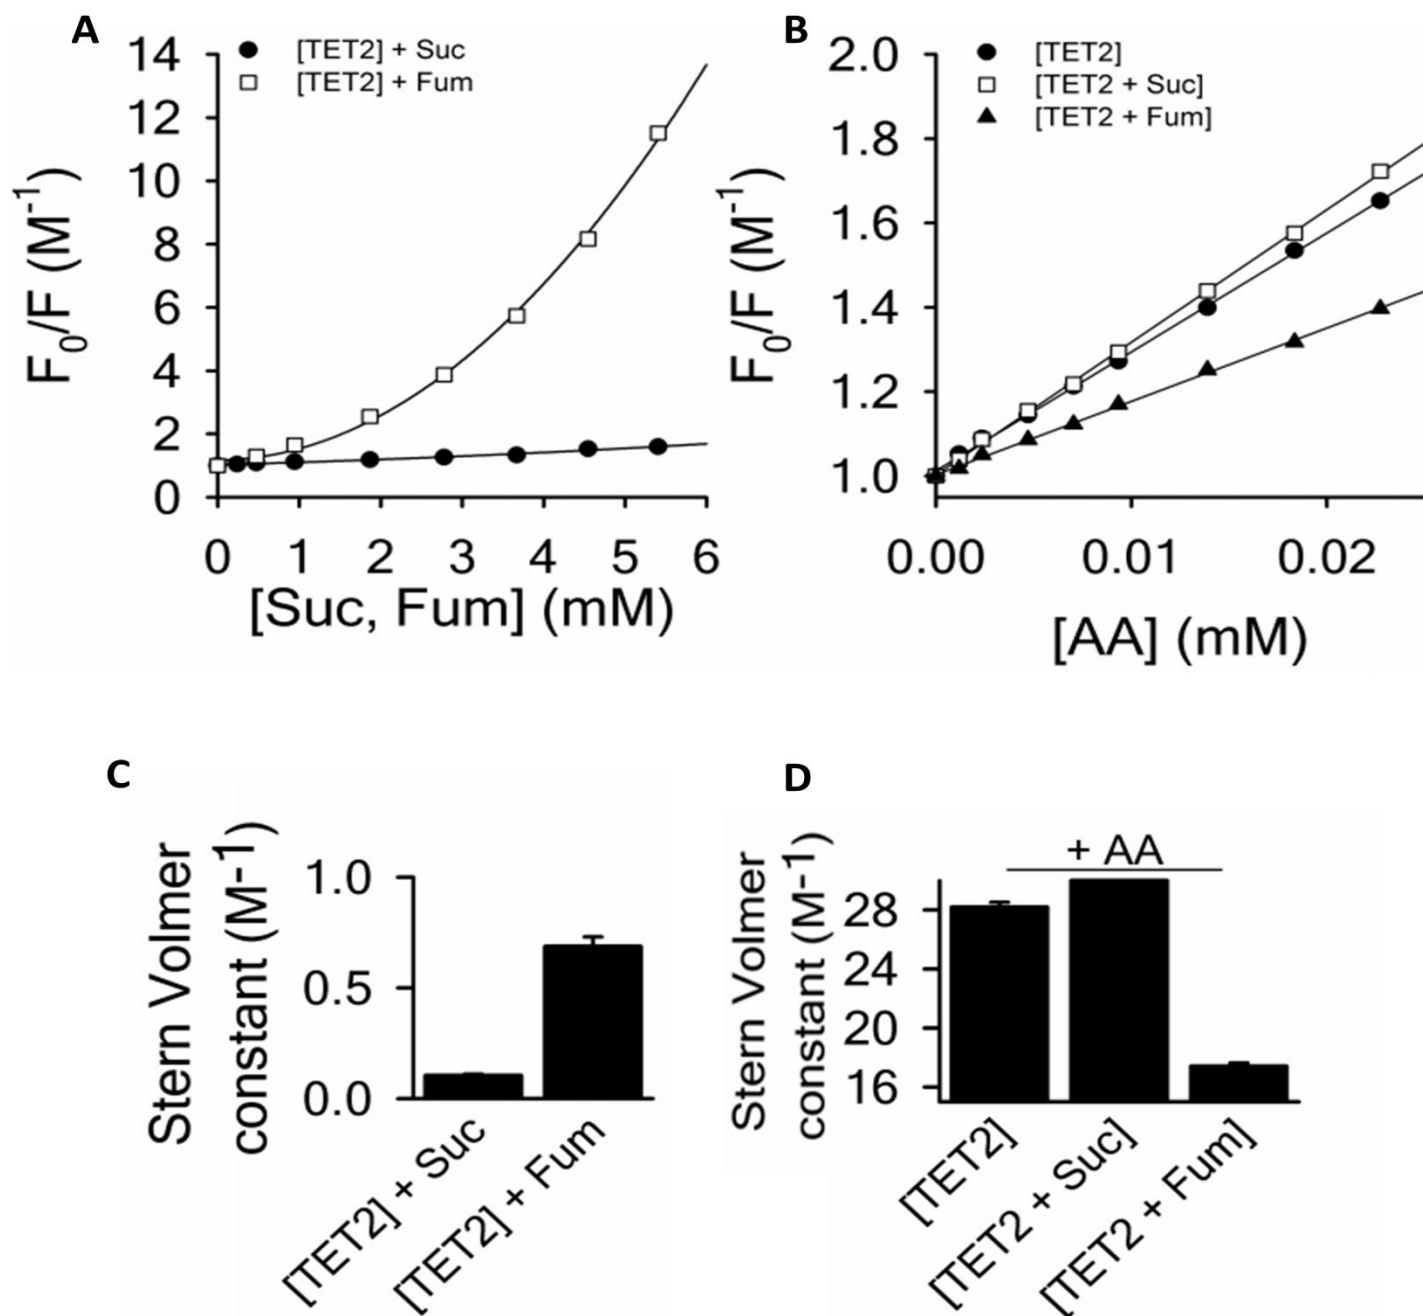 A
14
12
10
8
6
4
2
0
F0/F (M-1)
[TET2] + Suc
[TET2] + Fum
0 1 2 3 4 5 6
[Suc, Fum] (mM)
B
2.0
1.8
1.6
1.4
1.2
1.0
F0/F (M-1)
[TET2]
[TET2 + Suc]
[TET2 + Fum]
0.00 0.01 0.02
[AA] (mM)
C
Stern Volmer
constant (M-1)
1.0
0.5
0.0
[TET2] + Suc
[TET2] + Fum
D
Stern Volmer
constant (M-1)
+ AA
28
24
20
16
[TET2]
[TET2 + Suc]
[TET2 + Fum]